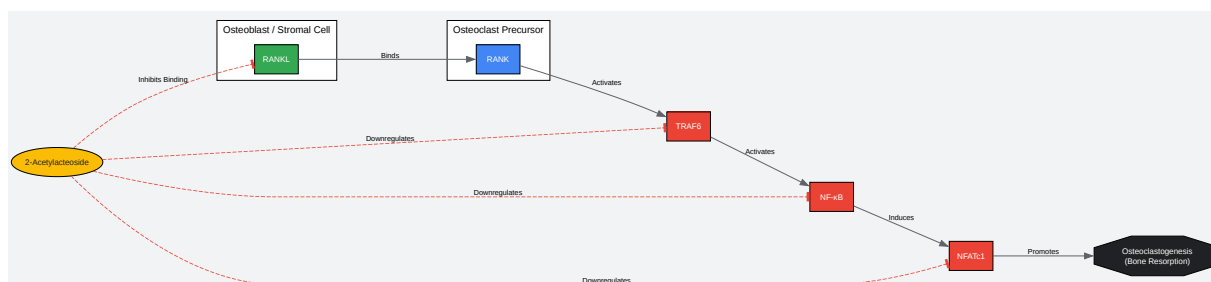 Osteoblast / Stromal Cell
Osteoclast Precursor
RANKL
Binds
RANK
Inhibits Binding
Activates
TRAF6
Downregulates
Activates
2-Acetylacteoside
Downregulates
NF-κB
Induces
NFATc1
Promotes
Osteoclastogenesis
(Bone Resorption)
Downregulates